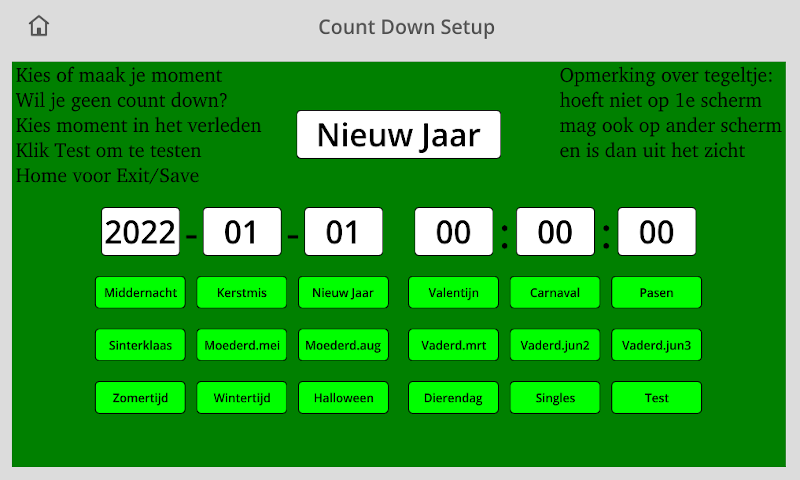 Count Down Setup
Kies of maak je moment
Wil je geen count down?
Kies moment in het verleden
Klik Test om te testen
Home voor Exit/Save
Opmerking over tegeltje:
hoeft niet op 1e scherm
mag ook op ander scherm
en is dan uit het zicht
Nieuw Jaar
2022-01-01 00:00:00
Middernacht Kerstmis Nieuw Jaar Valentijn Carnaval Pasen
Sinterklaas Moederd.mei Moederd.aug Vaderd.mrt Vaderd.jun2 Vaderd.jun3
Zomertijd Wintertijd Halloween Dierendag Singles Test